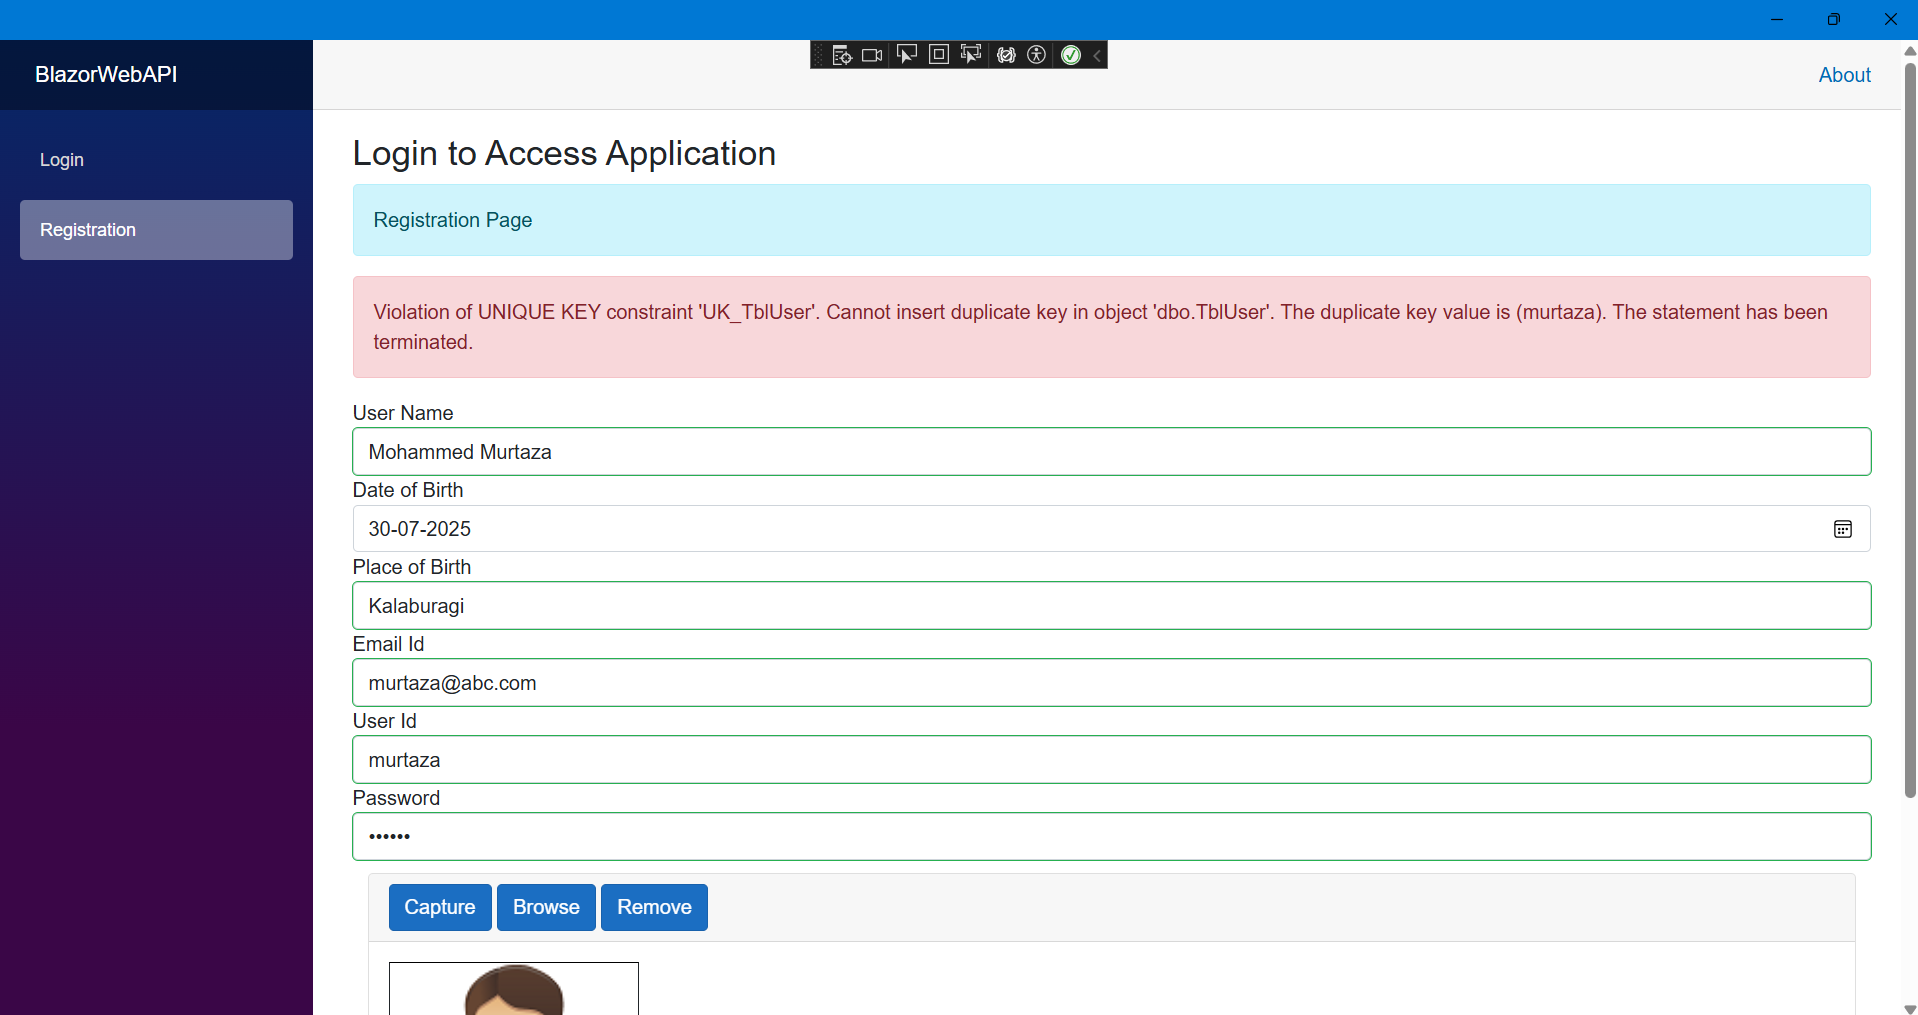 BlazorWebAPI
About
Login
Registration
Login to Access Application
Registration Page
Violation of UNIQUE KEY constraint 'UK_TblUser'. Cannot insert duplicate key in object 'dbo.TblUser'. The duplicate key value is (murtaza). The statement has been
terminated.
User Name
Mohammed Murtaza
Date of Birth
30-07-2025
Place of Birth
Kalaburagi
Email Id
murtaza@abc.com
User Id
murtaza
Password
••••••
Capture Browse Remove